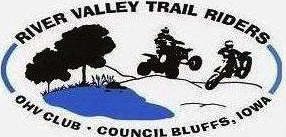 RIVER VALLEY TRAIL RIDERS
OHV CLUB · COUNCIL BLUFFS, IOWA